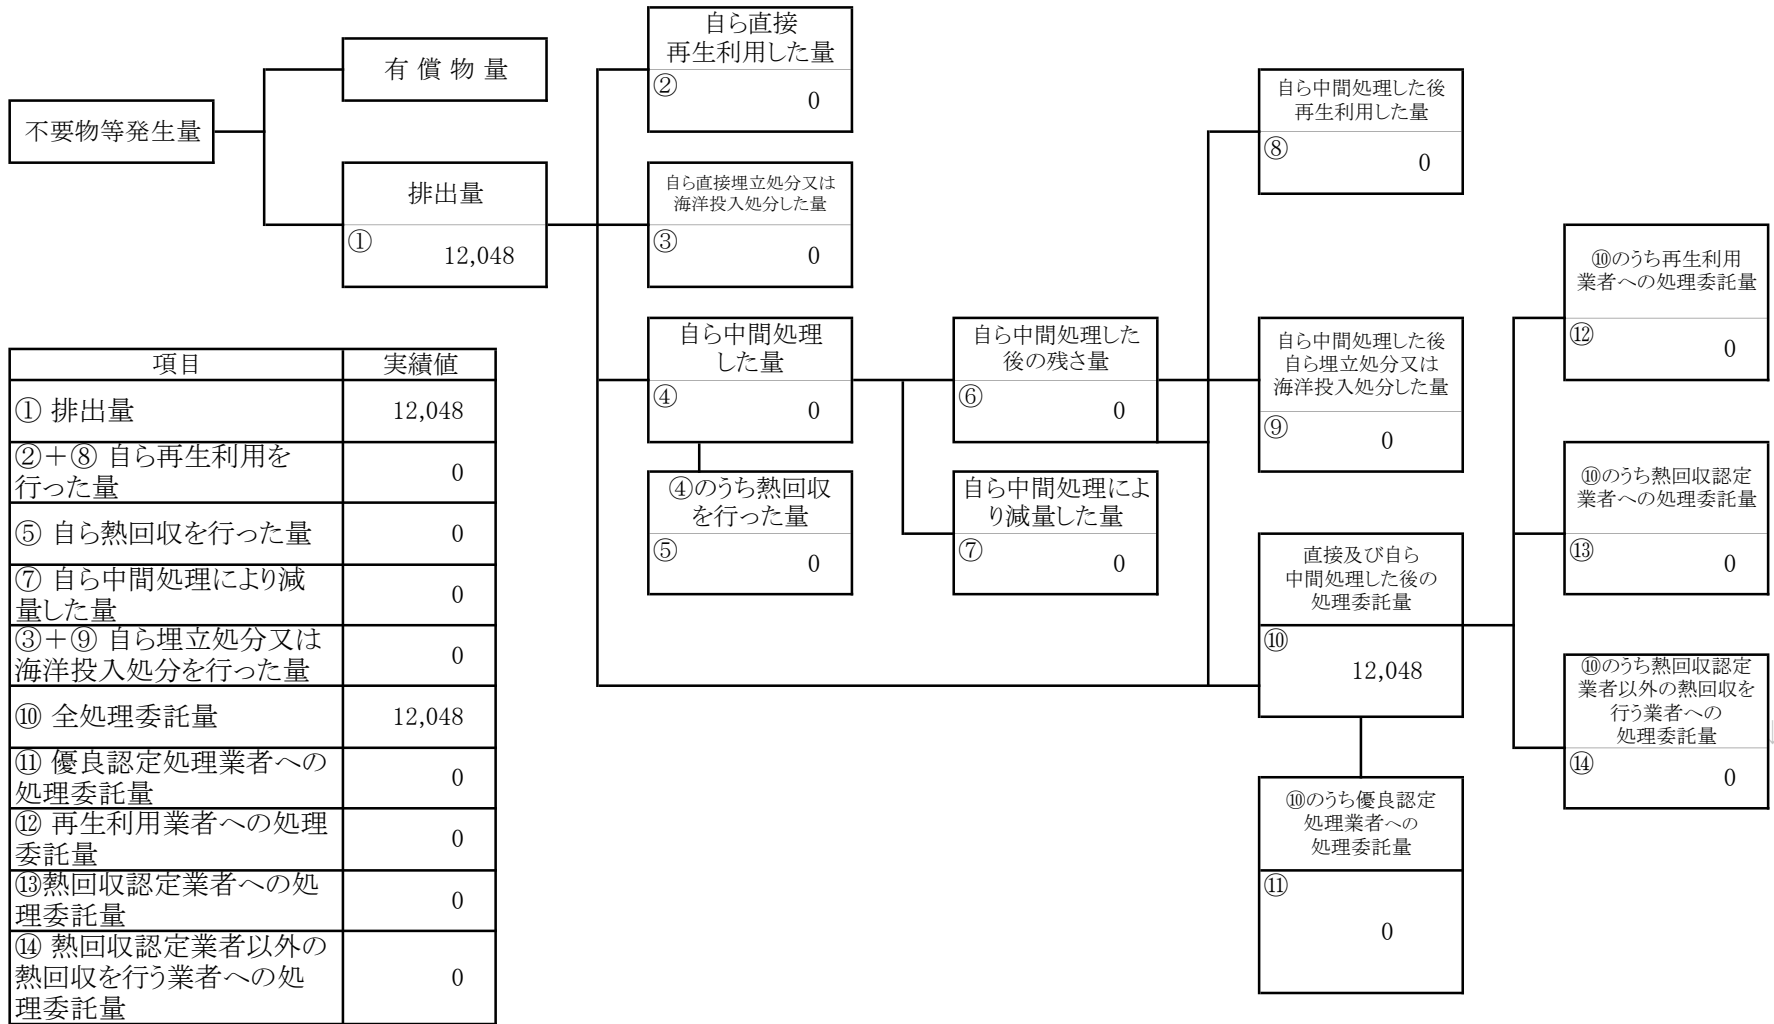 不要物等発生量
有 償 物 量
排出量
① 12,048
自ら直接
再生利用した量
② 0
自ら直接埋立処分又は
海洋投入処分した量
③ 0
自ら中間処理
した量
④ 0
④のうち熱回収
を行った量
⑤ 0
自ら中間処理した
後の残さ量
⑥ 0
自ら中間処理によ
り減量した量
⑦ 0
自ら中間処理した後
再生利用した量
⑧ 0
自ら中間処理した後
自ら埋立処分又は
海洋投入処分した量
⑨ 0
直接及び自ら
中間処理した後の
処理委託量
⑩
12,048
⑩のうち優良認定
処理業者への
処理委託量
⑪
0
⑩のうち再生利用
業者への処理委託量
⑫ 0
⑩のうち熱回収認定
業者への処理委託量
⑬ 0
⑩のうち熱回収認定
業者以外の熱回収を
行う業者への
処理委託量
⑭ 0
項目 実績値
① 排出量 12,048
②＋⑧ 自ら再生利用を
行った量 0
⑤ 自ら熱回収を行った量 0
⑦ 自ら中間処理により減
量した量 0
③＋⑨ 自ら埋立処分又は
海洋投入処分を行った量 0
⑩ 全処理委託量 12,048
⑪ 優良認定処理業者への
処理委託量 0
⑫ 再生利用業者への処理
委託量 0
⑬熱回収認定業者への処
理委託量 0
⑭ 熱回収認定業者以外の
熱回収を行う業者への処
理委託量 0